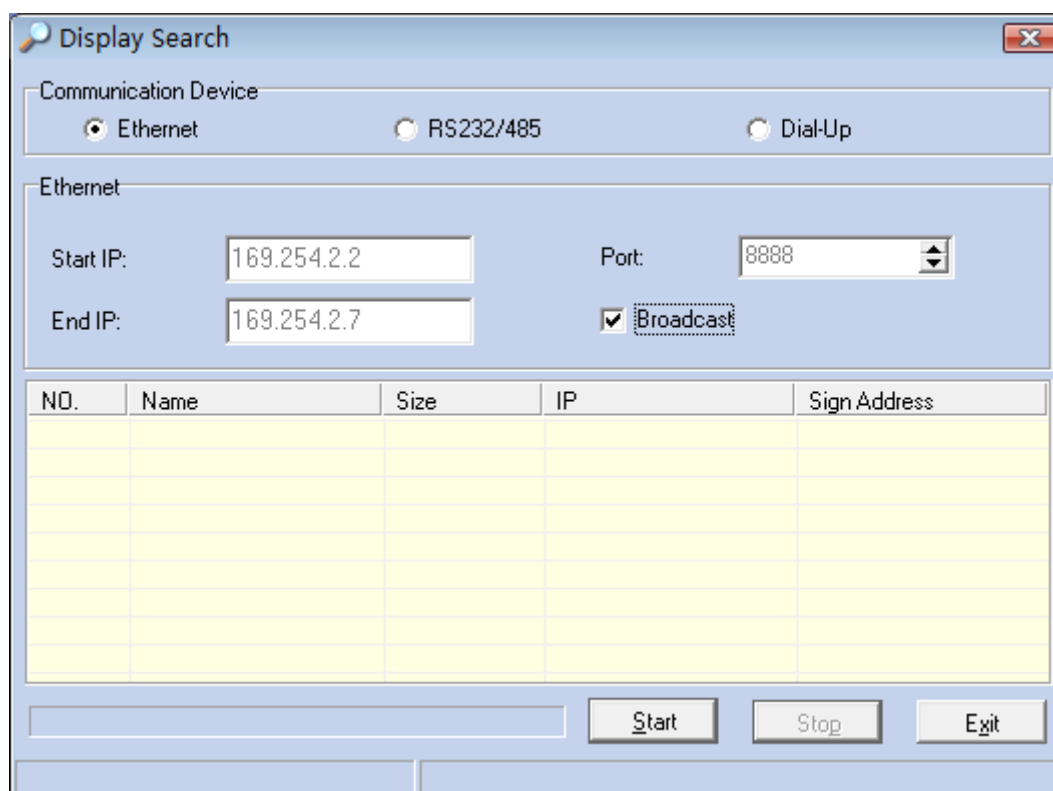 Display Search
Communication Device
Ethernet RS232/485 Dial-Up
Ethernet
Start IP: 169.254.2.2 Port: 8888
End IP: 169.254.2.7 Broadcast
NO. Name Size IP Sign Address
Start Stop Exit